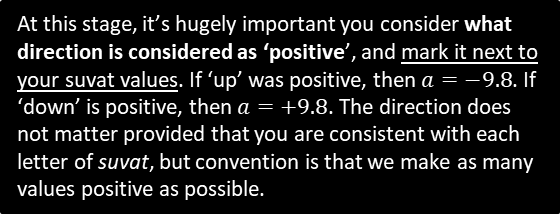 At this stage, it’s hugely important you consider what
direction is considered as ‘positive’, and mark it next to
your suvat values. If ‘up’ was positive, then a = −9.8. If
‘down’ is positive, then a = +9.8. The direction does
not matter provided that you are consistent with each
letter of suvat, but convention is that we make as many
values positive as possible.